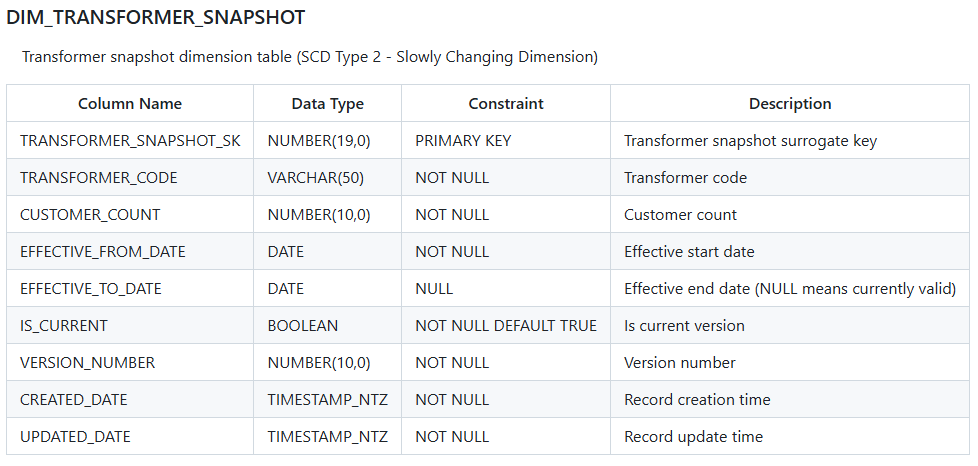 DIM_TRANSFORMER_SNAPSHOT
Transformer snapshot dimension table (SCD Type 2 - Slowly Changing Dimension)
Column Name Data Type Constraint Description
TRANSFORMER_SNAPSHOT_SK NUMBER(19,0) PRIMARY KEY Transformer snapshot surrogate key
TRANSFORMER_CODE VARCHAR(50) NOT NULL Transformer code
CUSTOMER_COUNT NUMBER(10,0) NOT NULL Customer count
EFFECTIVE_FROM_DATE DATE NOT NULL Effective start date
EFFECTIVE_TO_DATE DATE NULL Effective end date (NULL means currently valid)
IS_CURRENT BOOLEAN NOT NULL DEFAULT TRUE Is current version
VERSION_NUMBER NUMBER(10,0) NOT NULL Version number
CREATED_DATE TIMESTAMP_NTZ NOT NULL Record creation time
UPDATED_DATE TIMESTAMP_NTZ NOT NULL Record update time